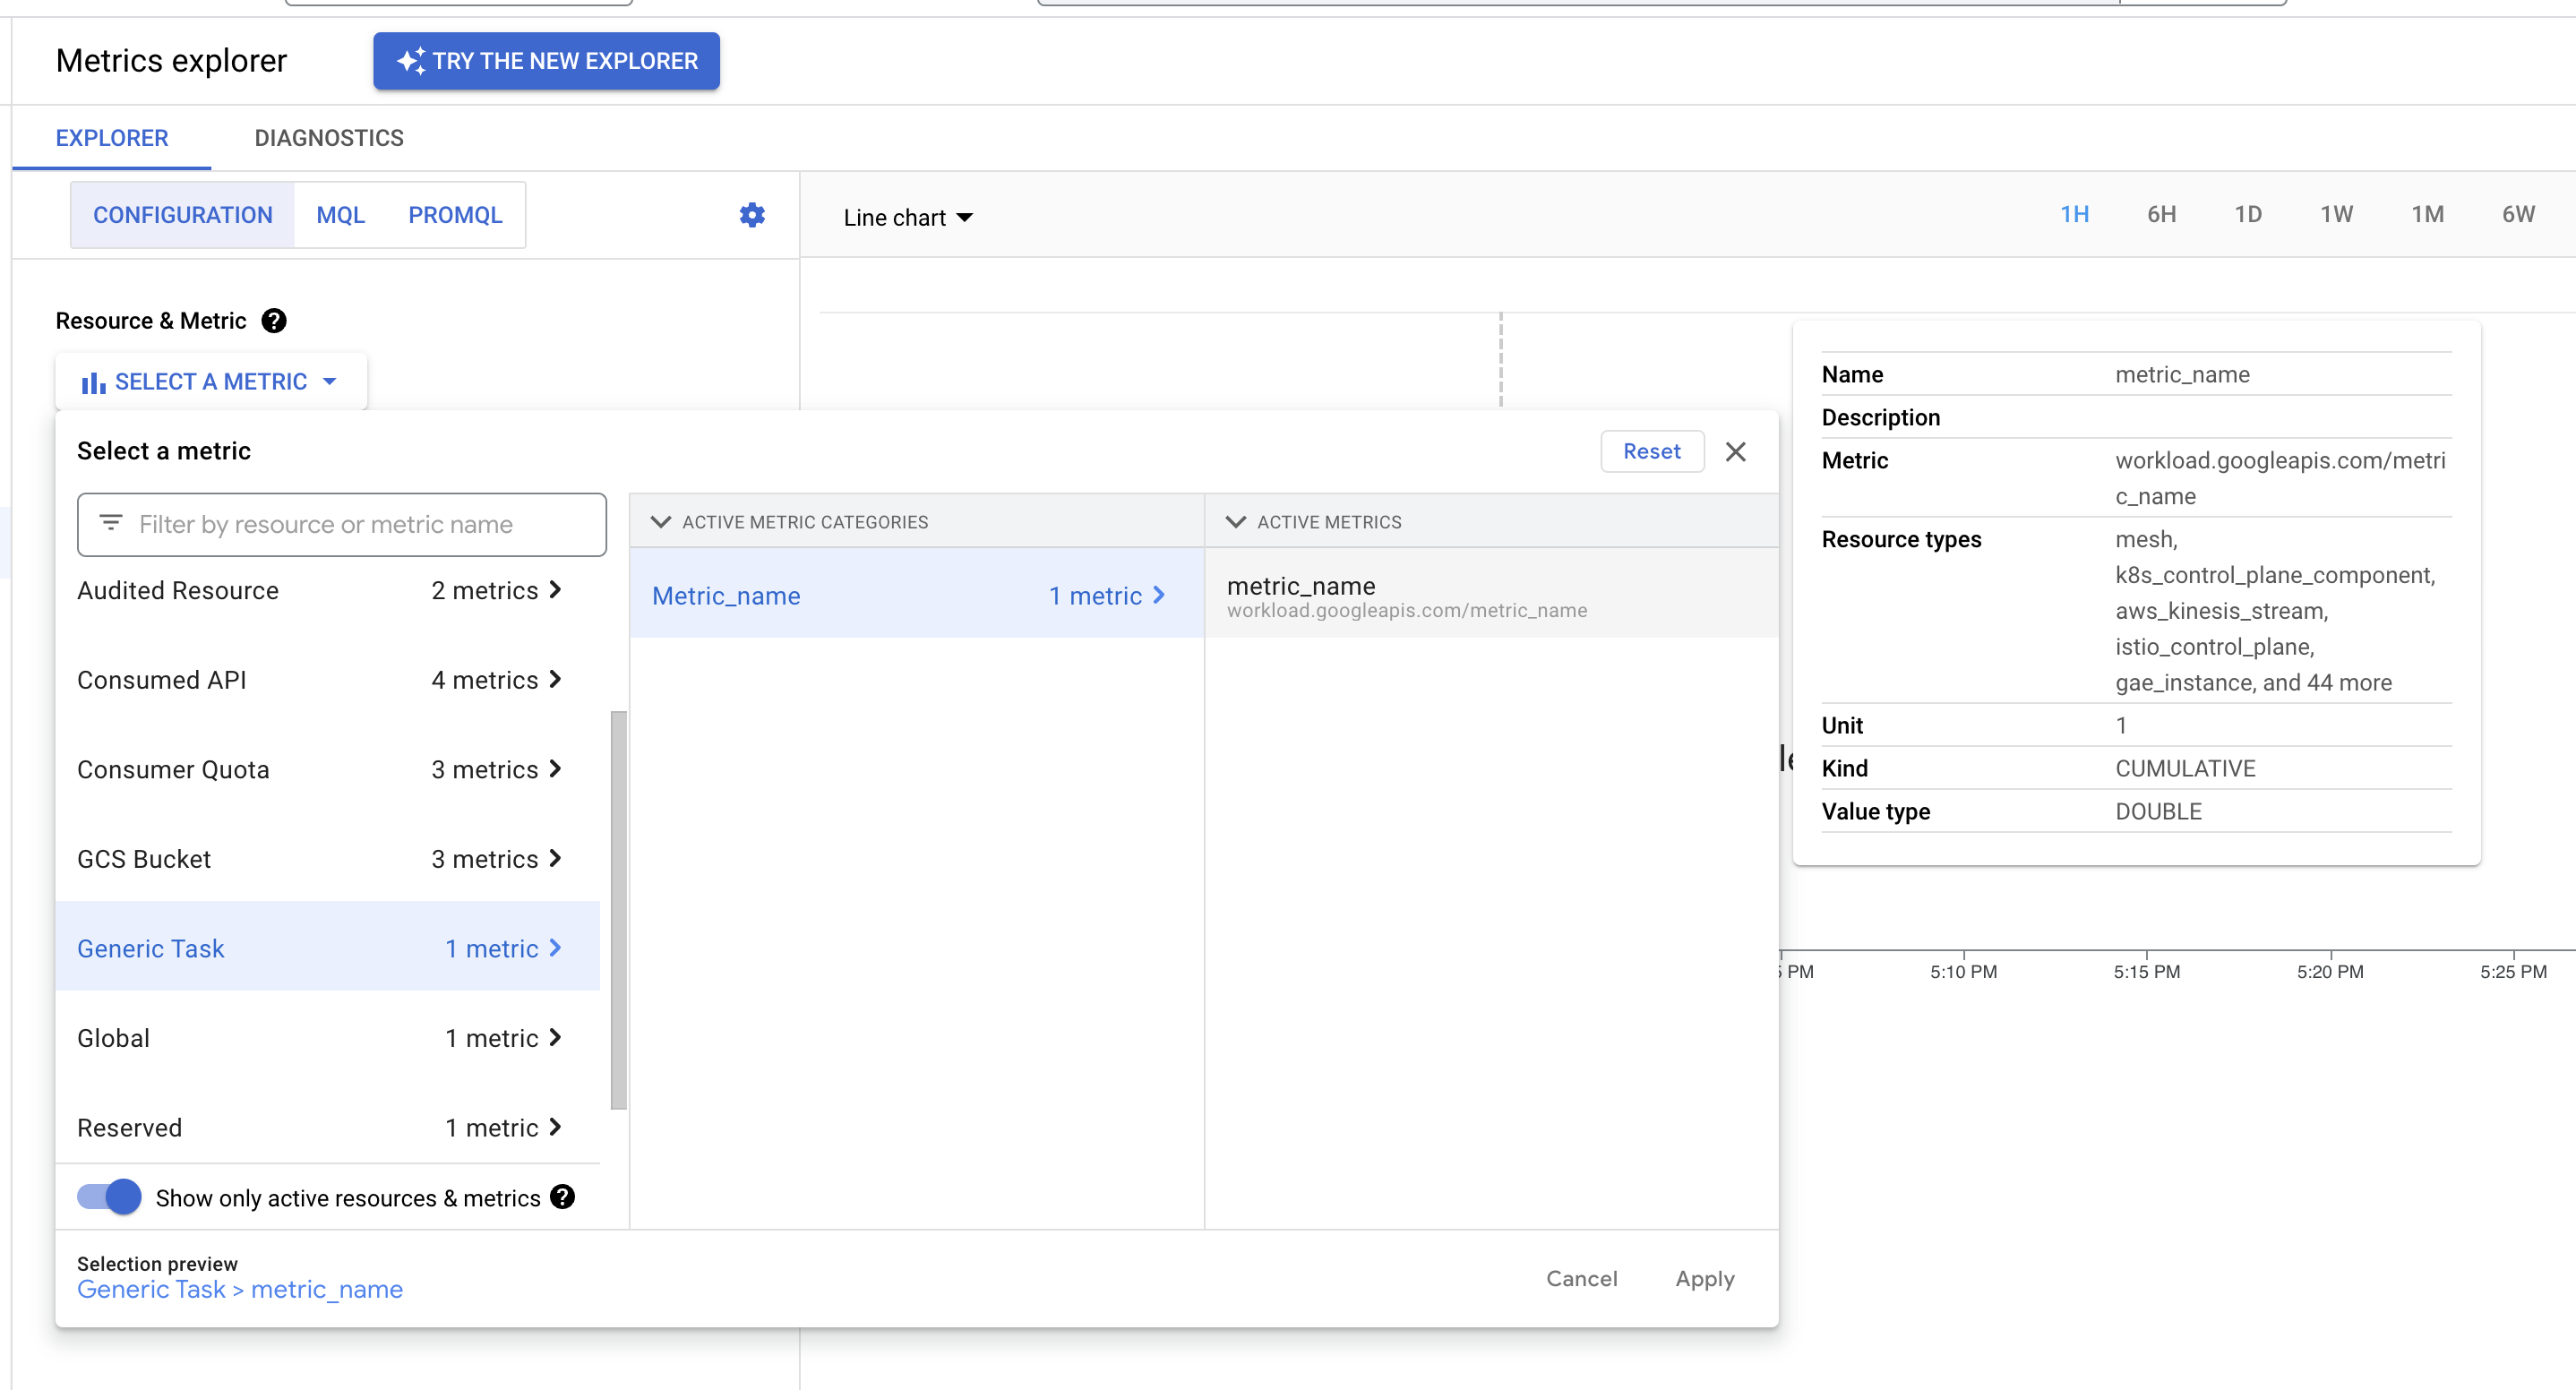 Metrics explorer
TRY THE NEW EXPLORER
EXPLORER
DIAGNOSTICS
CONFIGURATION
MQL
PROMQL
Line chart
1H
6H
1D
1W
1M
6W
Resource & Metric
SELECT A METRIC
Select a metric
Reset
Filter by resource or metric name
Audited Resource 2 metrics
Consumed API 4 metrics
Consumer Quota 3 metrics
GCS Bucket 3 metrics
Generic Task 1 metric
Global 1 metric
Reserved 1 metric
Show only active resources & metrics
ACTIVE METRIC CATEGORIES
Metric_name 1 metric
ACTIVE METRICS
metric_name
workload.googleapis.com/metric_name
Selection preview
Generic Task > metric_name
Cancel
Apply
Name metric_name
Description
Metric workload.googleapis.com/metri
c_name
Resource types mesh,
k8s_control_plane_component,
aws_kinesis_stream,
istio_control_plane,
gae_instance, and 44 more
Unit 1
Kind CUMULATIVE
Value type DOUBLE
PM
5:10 PM
5:15 PM
5:20 PM
5:25 PM